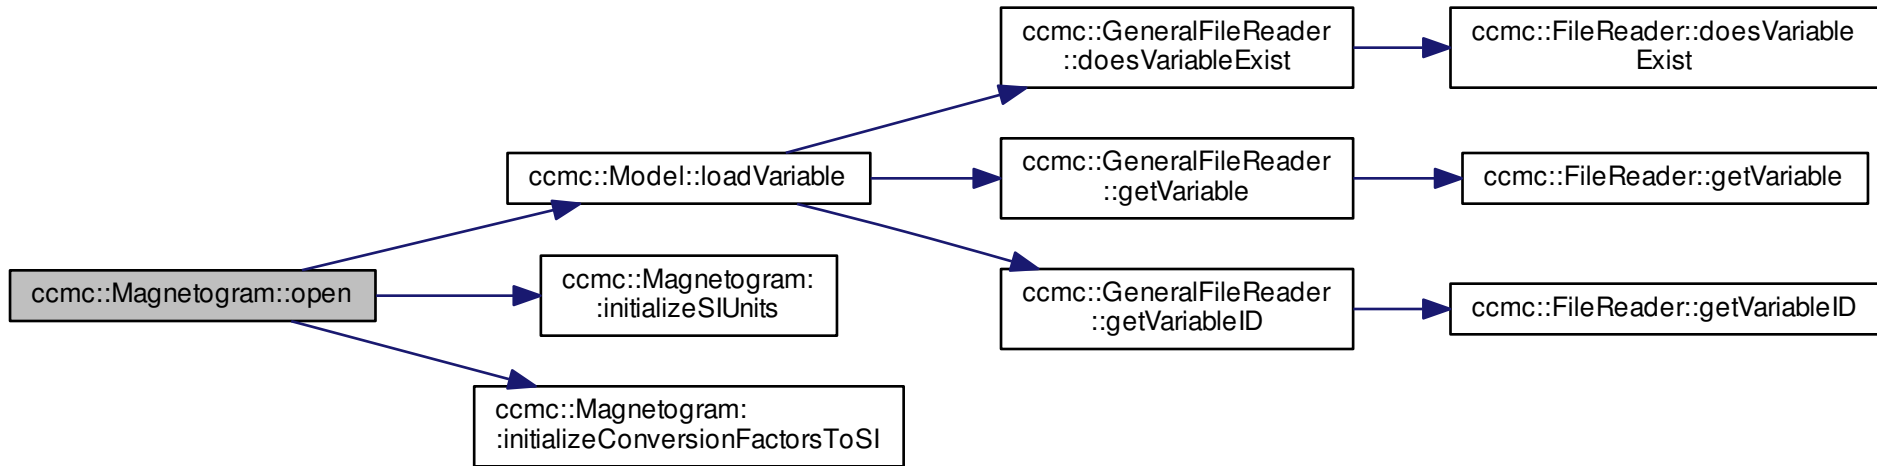 ccmc::GeneralFileReader
::doesVariableExist
ccmc::FileReader::doesVariable
Exist
ccmc::Model::loadVariable
ccmc::GeneralFileReader
::getVariable
ccmc::FileReader::getVariable
ccmc::Magnetogram::open
ccmc::Magnetogram:
:initializeSIUnits
ccmc::GeneralFileReader
::getVariableID
ccmc::FileReader::getVariableID
ccmc::Magnetogram:
:initializeConversionFactorsToSI